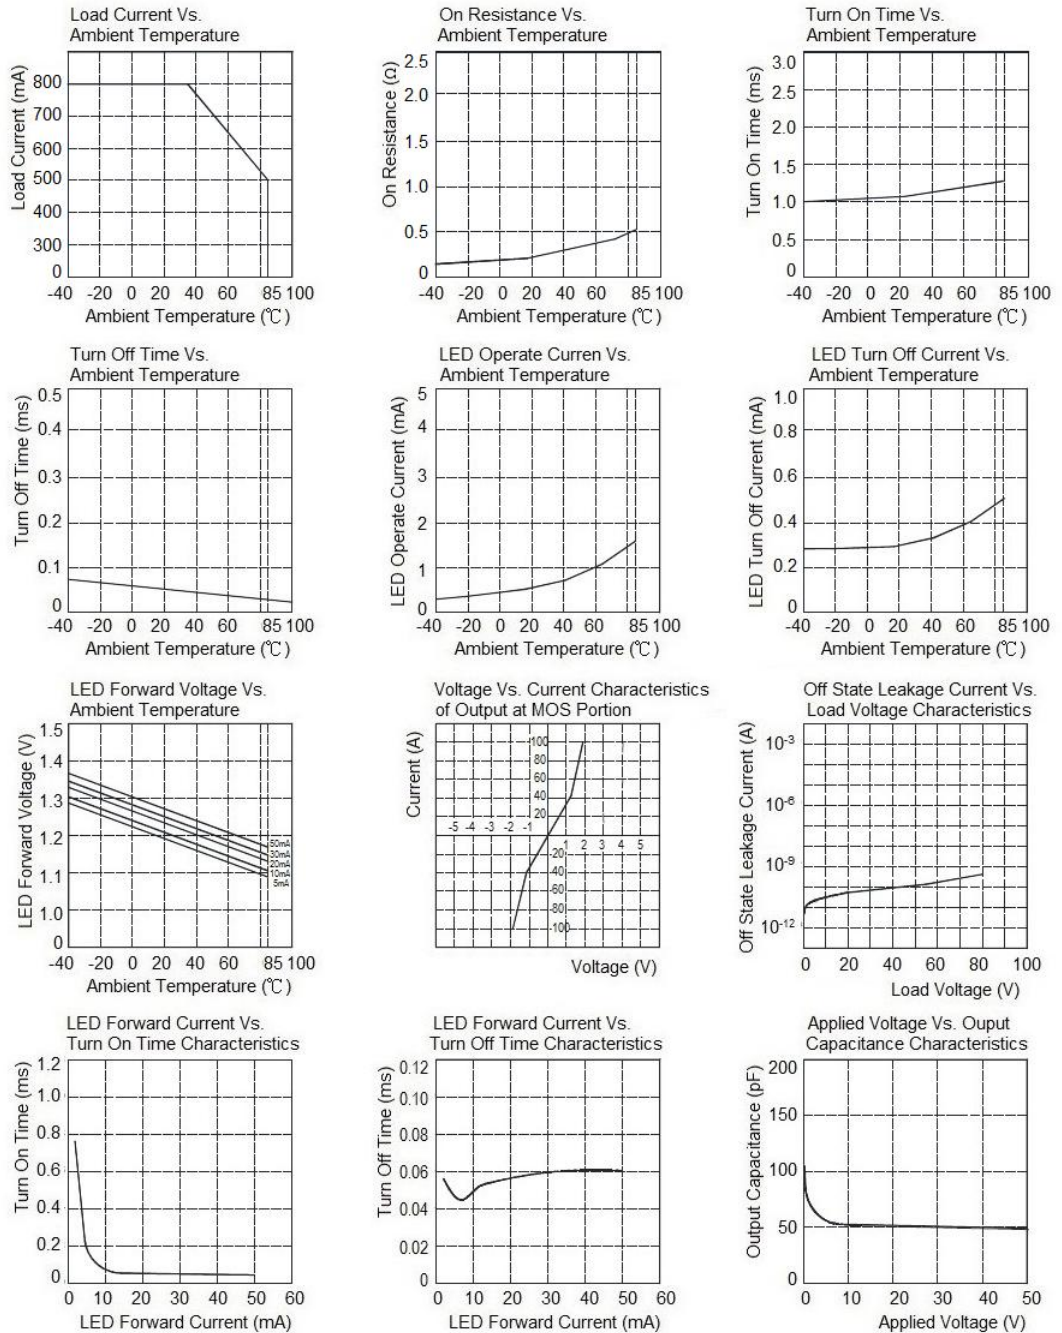 Load Current Vs.
Ambient Temperature
Load Current (mA)
800
700
600
500
400
300
0
-40 -20 0 20 40 60 85 100
Ambient Temperature (℃)
On Resistance Vs.
Ambient Temperature
On Resistance (Ω)
2.5
2.0
1.5
1.0
0.5
0
-40 -20 0 20 40 60 85 100
Ambient Temperature (℃)
Turn On Time Vs.
Ambient Temperature
Turn On Time (ms)
3.0
2.5
2.0
1.5
1.0
0.5
0
-40 -20 0 20 40 60 85 100
Ambient Temperature (℃)
Turn Off Time Vs.
Ambient Temperature
Turn Off Time (ms)
0.5
0.4
0.3
0.2
0.1
0
-40 -20 0 20 40 60 85 100
Ambient Temperature (℃)
LED Operate Curren Vs.
Ambient Temperature
LED Operate Current (mA)
5
4
3
2
1
0
-40 -20 0 20 40 60 85 100
Ambient Temperature (℃)
LED Turn Off Current Vs.
Ambient Temperature
LED Turn Off Current (mA)
1.0
0.8
0.6
0.4
0.2
0
-40 -20 0 20 40 60 85 100
Ambient Temperature (℃)
LED Forward Voltage Vs.
Ambient Temperature
LED Forward Voltage (V)
1.5
1.4
1.3
1.2
1.1
1.0
0
50mA
30mA
20mA
10mA
5mA
-40 -20 0 20 40 60 85 100
Ambient Temperature (℃)
Voltage Vs. Current Characteristics
of Output at MOS Portion
Current (A)
100
80
60
40
20
-5 -4 -3 -2 -1
1 2 3 4 5
-20
-40
-60
-80
-100
Voltage (V)
Off State Leakage Current Vs.
Load Voltage Characteristics
Off State Leakage Current (A)
10-3
10-6
10-9
10-12
0 20 40 60 80 100
Load Voltage (V)
LED Forward Current Vs.
Turn On Time Characteristics
Turn On Time (ms)
1.2
1.0
0.8
0.6
0.4
0.2
0
0 10 20 30 40 50 60
LED Forward Current (mA)
LED Forward Current Vs.
Turn Off Time Characteristics
Turn Off Time (ms)
0.12
0.10
0.08
0.06
0.04
0.02
0
0 10 20 30 40 50 60
LED Forward Current (mA)
Applied Voltage Vs. Ouput
Capacitance Characteristics
Output Capacitance (pF)
200
150
100
50
0
0 10 20 30 40 50
Applied Voltage (V)